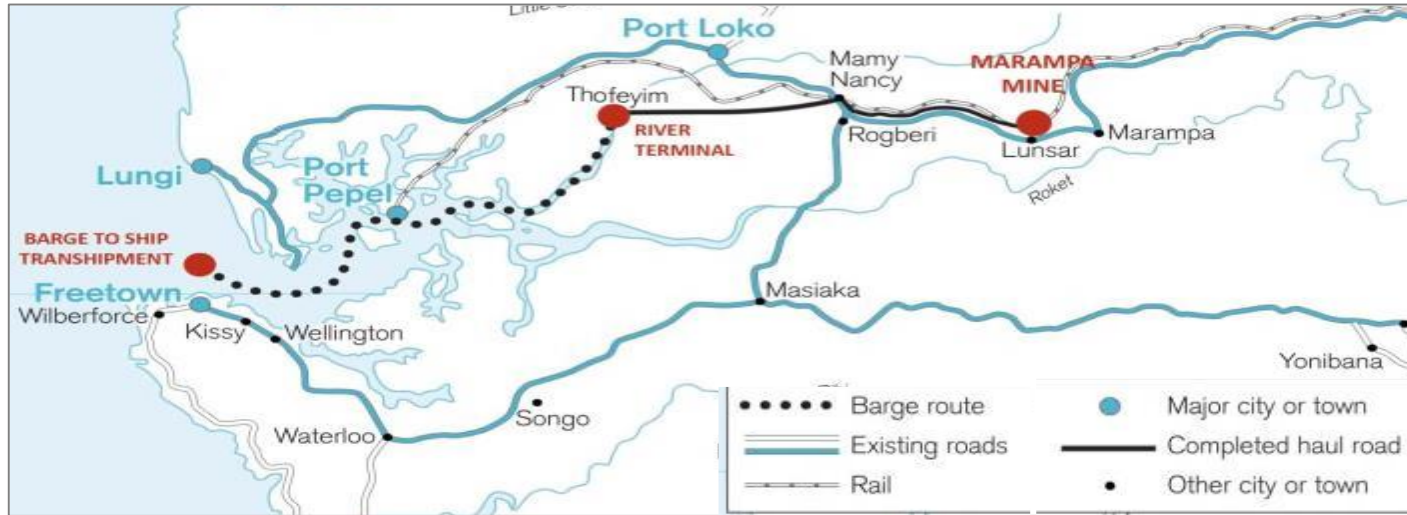 Port Loko
Mamy
Nancy
MARAMPA
MINE
Thofeyim
RIVER
TERMINAL
Rogberi
Lunsar
Marampa
Lungi
Port
Pepel
Roket
BARGE TO SHIP
TRANSHIPMENT
Freetown
Wilberforce
Kissy
Wellington
Masiaka
Yonibana
Songo
Waterloo
Barge route
Existing roads
Rail
Major city or town
Completed haul road
Other city or town